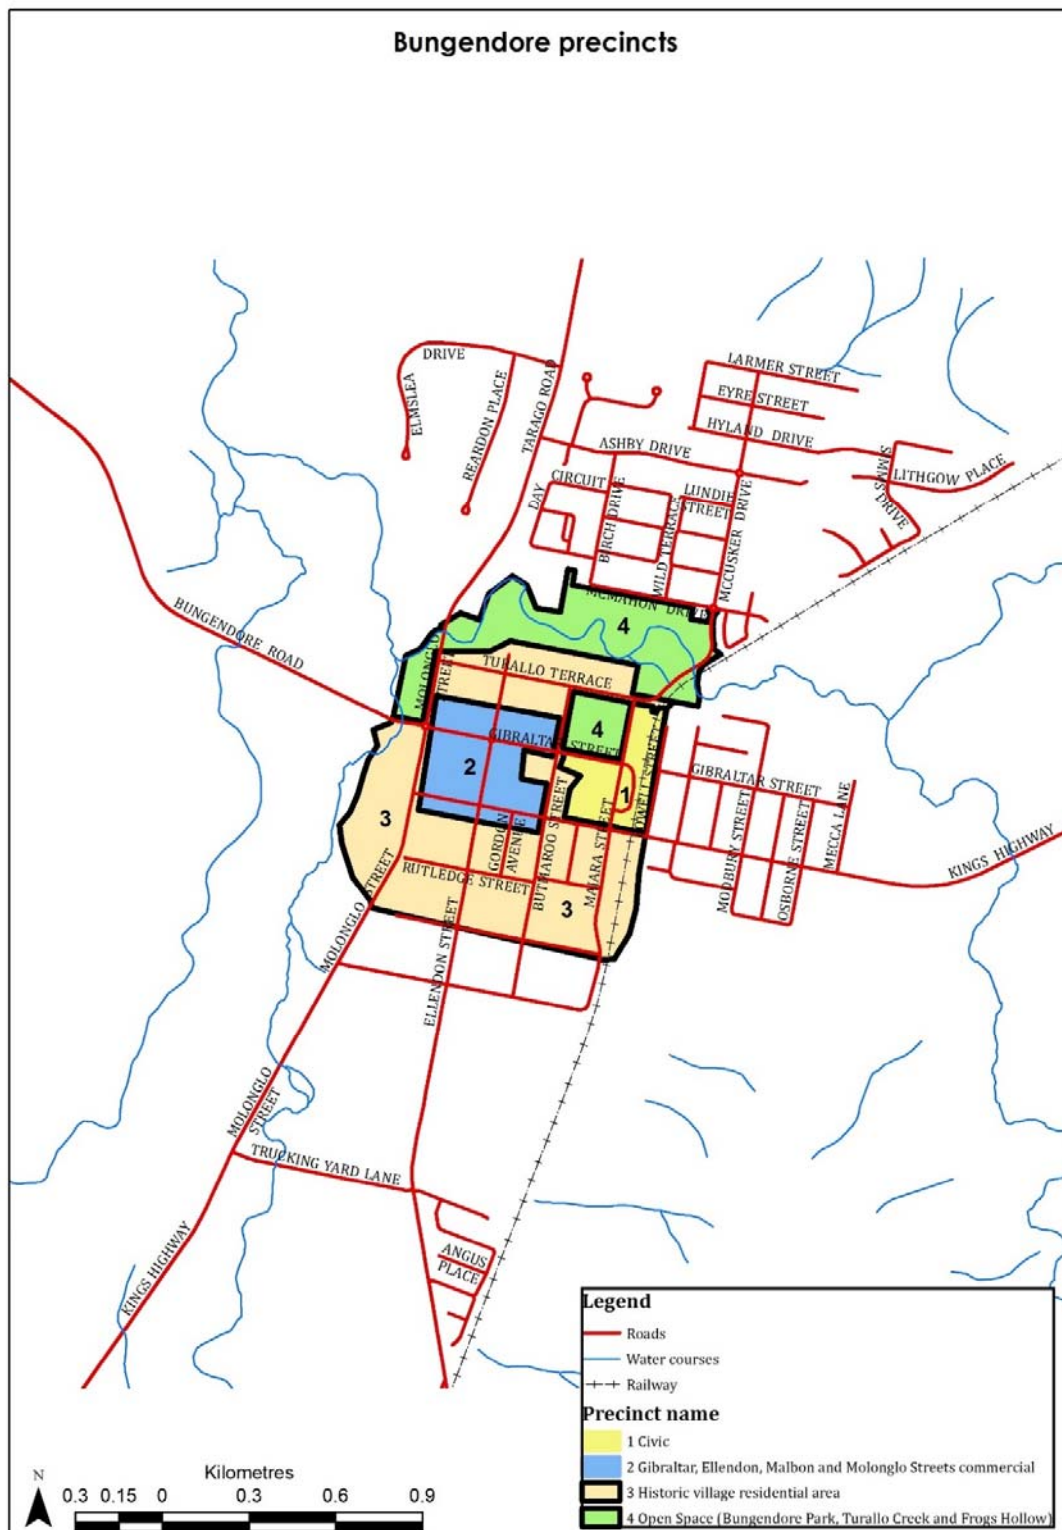 Bungendore precincts
DRIVE
ELMSLEA
REARDON PLACE
TARAGO ROAD
LARMER STREET
EYRE STREET
HYLAND DRIVE
ASHBY DRIVE
SIMMS DRIVE
LITHGOW PLACE
CIRCUIT
DAY
BIRCH DRIVE
WILD TERRACE
LUNDIE
STREET
MCCUSKER DRIVE
MCMAHON DRIVE
BUNGENDORE ROAD
4
MOLONGLO
STREET
TURALLO TERRACE
4
GIBRALTAR STREET
2
1
POWELL STREET
GIBRALTAR STREET
3
GORDON
AVENUE
BUTMAROO STREET
MAJARA STREET
MODBURY STREET
OSBORNE STREET
MECCA LANE
KINGS HIGHWAY
RUTLEDGE STREET
3
MOLONGLO STREET
ELLENDON STREET
MOLONGLO
STREET
TRUCKING YARD LANE
KINGS HIGHWAY
ANGUS
PLACE
Legend
Roads
Water courses
Railway
Precinct name
1 Civic
2 Gibraltar, Ellendon, Malbon and Molonglo Streets commercial
3 Historic village residential area
4 Open Space (Bungendore Park, Turallo Creek and Frogs Hollow)
N
Kilometres
0.3 0.15 0 0.3 0.6 0.9